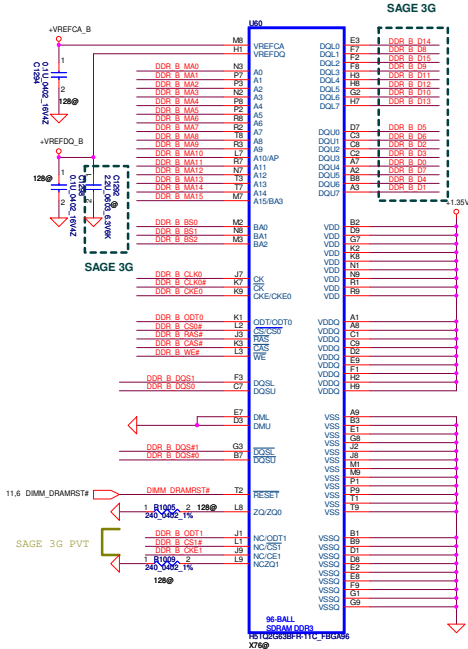 SAGE 3G
U60
+VREFCA_B
M8 VREFCA
H1 VREFDQ
DQL0 E3 DDR_B_D14
DQL1 F7 DDR_B_D8
DQL2 F2 DDR_B_D15
DQL3 F8 DDR_B_D9
DQL4 H3 DDR_B_D11
DQL5 H8 DDR_B_D12
DQL6 G2 DDR_B_D10
DQL7 H7 DDR_B_D13
0.1U_0402_16V4Z
C1294
128@
DDR_B_MA0 N3 A0
DDR_B_MA1 P7 A1
DDR_B_MA2 P3 A2
DDR_B_MA3 N2 A3
DDR_B_MA4 P8 A4
DDR_B_MA5 P2 A5
DDR_B_MA6 R8 A6
DDR_B_MA7 R2 A7
DDR_B_MA8 T8 A8
DDR_B_MA9 R3 A9
DDR_B_MA10 L7 A10/AP
DDR_B_MA11 R7 A11
DDR_B_MA12 N7 A12
DDR_B_MA13 T3 A13
DDR_B_MA14 T7 A14
DDR_B_MA15 M7 A15/BA3
DQU0 D7 DDR_B_D5
DQU1 C3 DDR_B_D6
DQU2 C8 DDR_B_D2
DQU3 C2 DDR_B_D3
DQU4 A7 DDR_B_D0
DQU5 A2 DDR_B_D7
DQU6 B8 DDR_B_D4
DQU7 A3 DDR_B_D1
+VREFDQ_B
128@
0.1U_0402_16V4Z
2.2U_0603_6.3V6K
C1292
SAGE 3G
+1.35V
DDR_B_BS0 M2 BA0
DDR_B_BS1 N8 BA1
DDR_B_BS2 M3 BA2
VDD B2
VDD D9
VDD G7
VDD K2
VDD K8
VDD N1
VDD N9
VDD R1
VDD R9
DDR_B_CLK0 J7 CK
DDR_B_CLK0# K7 CK
DDR_B_CKE0 K9 CKE/CKE0
DDR_B_ODT0 K1 ODT/ODT0
DDR_B_CS0# L2 CS/CS0
DDR_B_RAS# J3 RAS
DDR_B_CAS# K3 CAS
DDR_B_WE# L3 WE
VDDQ A1
VDDQ A8
VDDQ C1
VDDQ C9
VDDQ D2
VDDQ E9
VDDQ F1
VDDQ H2
VDDQ H9
DDR_B_DQS1 F3 DQSL
DDR_B_DQS0 C7 DQSU
E7 DML
D3 DMU
DDR_B_DQS#1 G3 DQSL
DDR_B_DQS#0 B7 DQSU
VSS A9
VSS B3
VSS E1
VSS G8
VSS J2
VSS J8
VSS M1
VSS M9
VSS P1
VSS P9
VSS T1
VSS T9
11,6 DIMM_DRAMRST# DIMM_DRAMRST# T2 RESET
1 R1005 2 128@ L8 ZQ/ZQ0
240_0402_1%
SAGE 3G PVT
DDR_B_ODT1 J1 NC/ODT1
DDR_B_CS1# L1 NC/CS1
DDR_B_CKE1 J9 NC/CE1
1 R1009 2 L9 NCZQ1
240_0402_1%
128@
VSSQ B1
VSSQ B9
VSSQ D1
VSSQ D8
VSSQ E2
VSSQ E8
VSSQ F9
VSSQ G1
VSSQ G9
96-BALL
SDRAM DDR3
H5TQ2G63BFR-11C_FBGA96
X76@